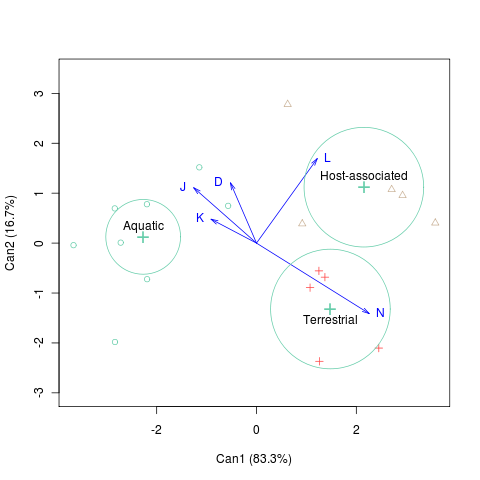 3
2
1
0
-1
-2
-3
Can2 (16.7%)
L
Host-associated
D
J
K
Aquatic
N
Terrestrial
-2
0
2
Can1 (83.3%)